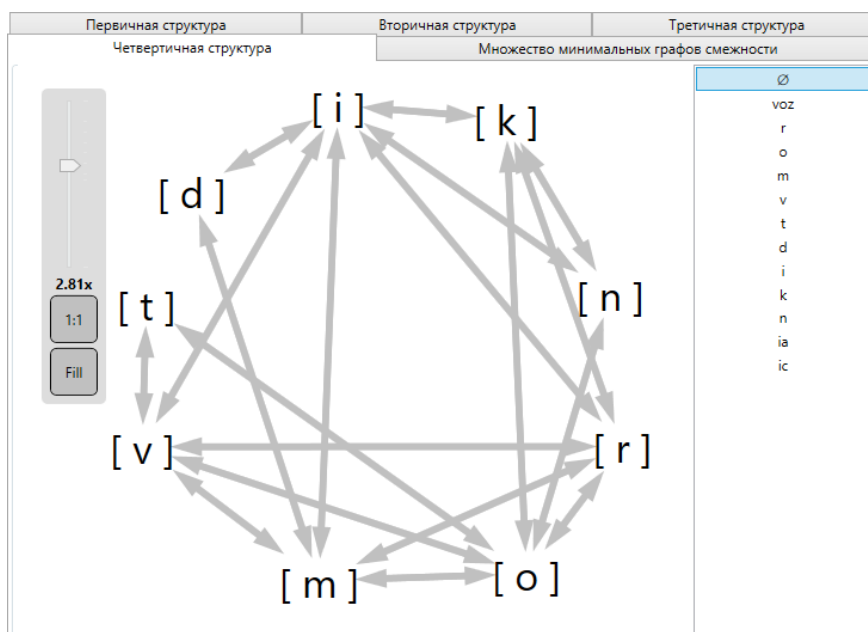 Первичная структура
Вторичная структура
Третичная структура
Четвертичная структура
Множество минимальных графов смежности
2.81x
1:1
Fill
[ i ]
[ k ]
[ d ]
[ n ]
[ t ]
[ v ]
[ r ]
[ m ]
[ o ]
∅
voz
r
o
m
v
t
d
i
k
n
ia
ic